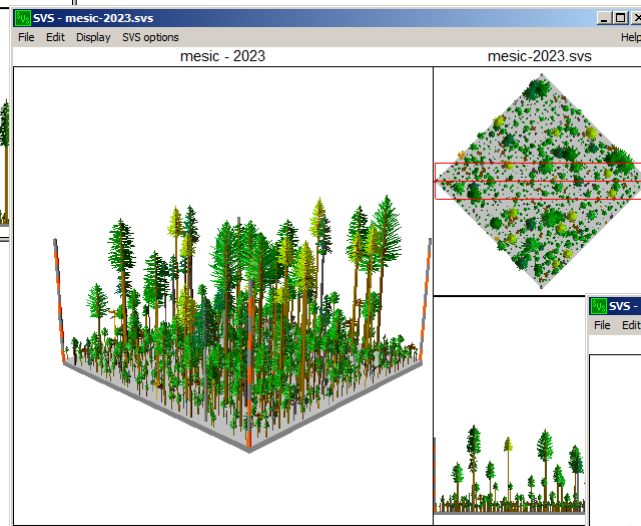 SVS - mesic-2023.svs
File Edit Display SVS options Help
mesic - 2023
mesic-2023.svs
SVS -
File Edit